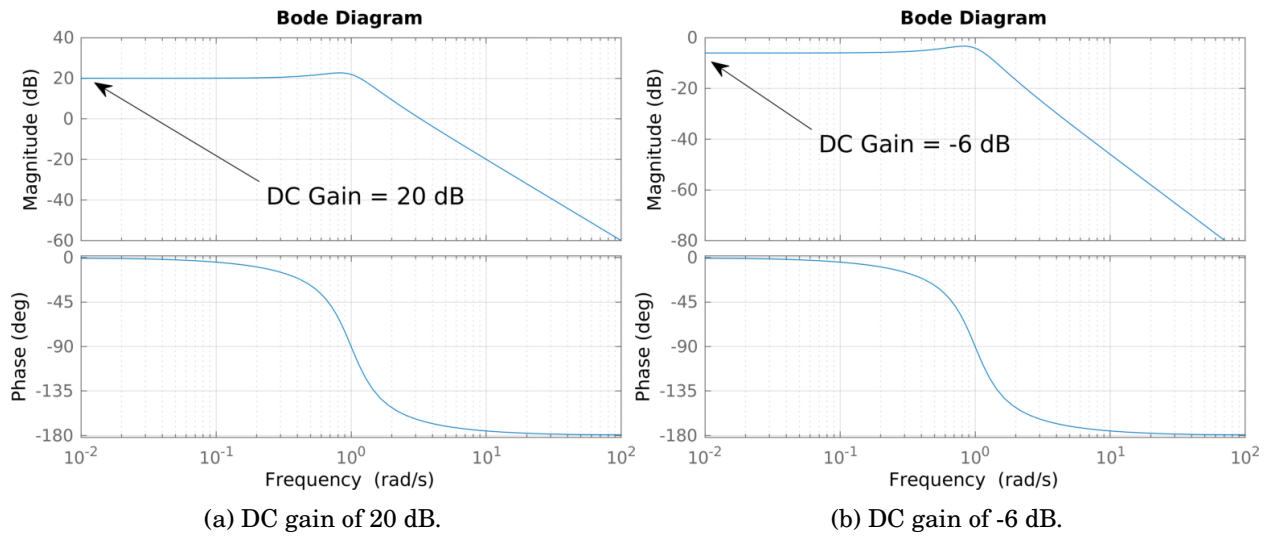 Bode Diagram
Magnitude (dB)
40
20
0
-20
-40
-60
DC Gain = 20 dB
Phase (deg)
0
-45
-90
-135
-180
10^-2
10^-1
10^0
10^1
10^2
Frequency (rad/s)
(a) DC gain of 20 dB.
Bode Diagram
Magnitude (dB)
0
-20
-40
-60
-80
DC Gain = -6 dB
Phase (deg)
0
-45
-90
-135
-180
10^-2
10^-1
10^0
10^1
10^2
Frequency (rad/s)
(b) DC gain of -6 dB.